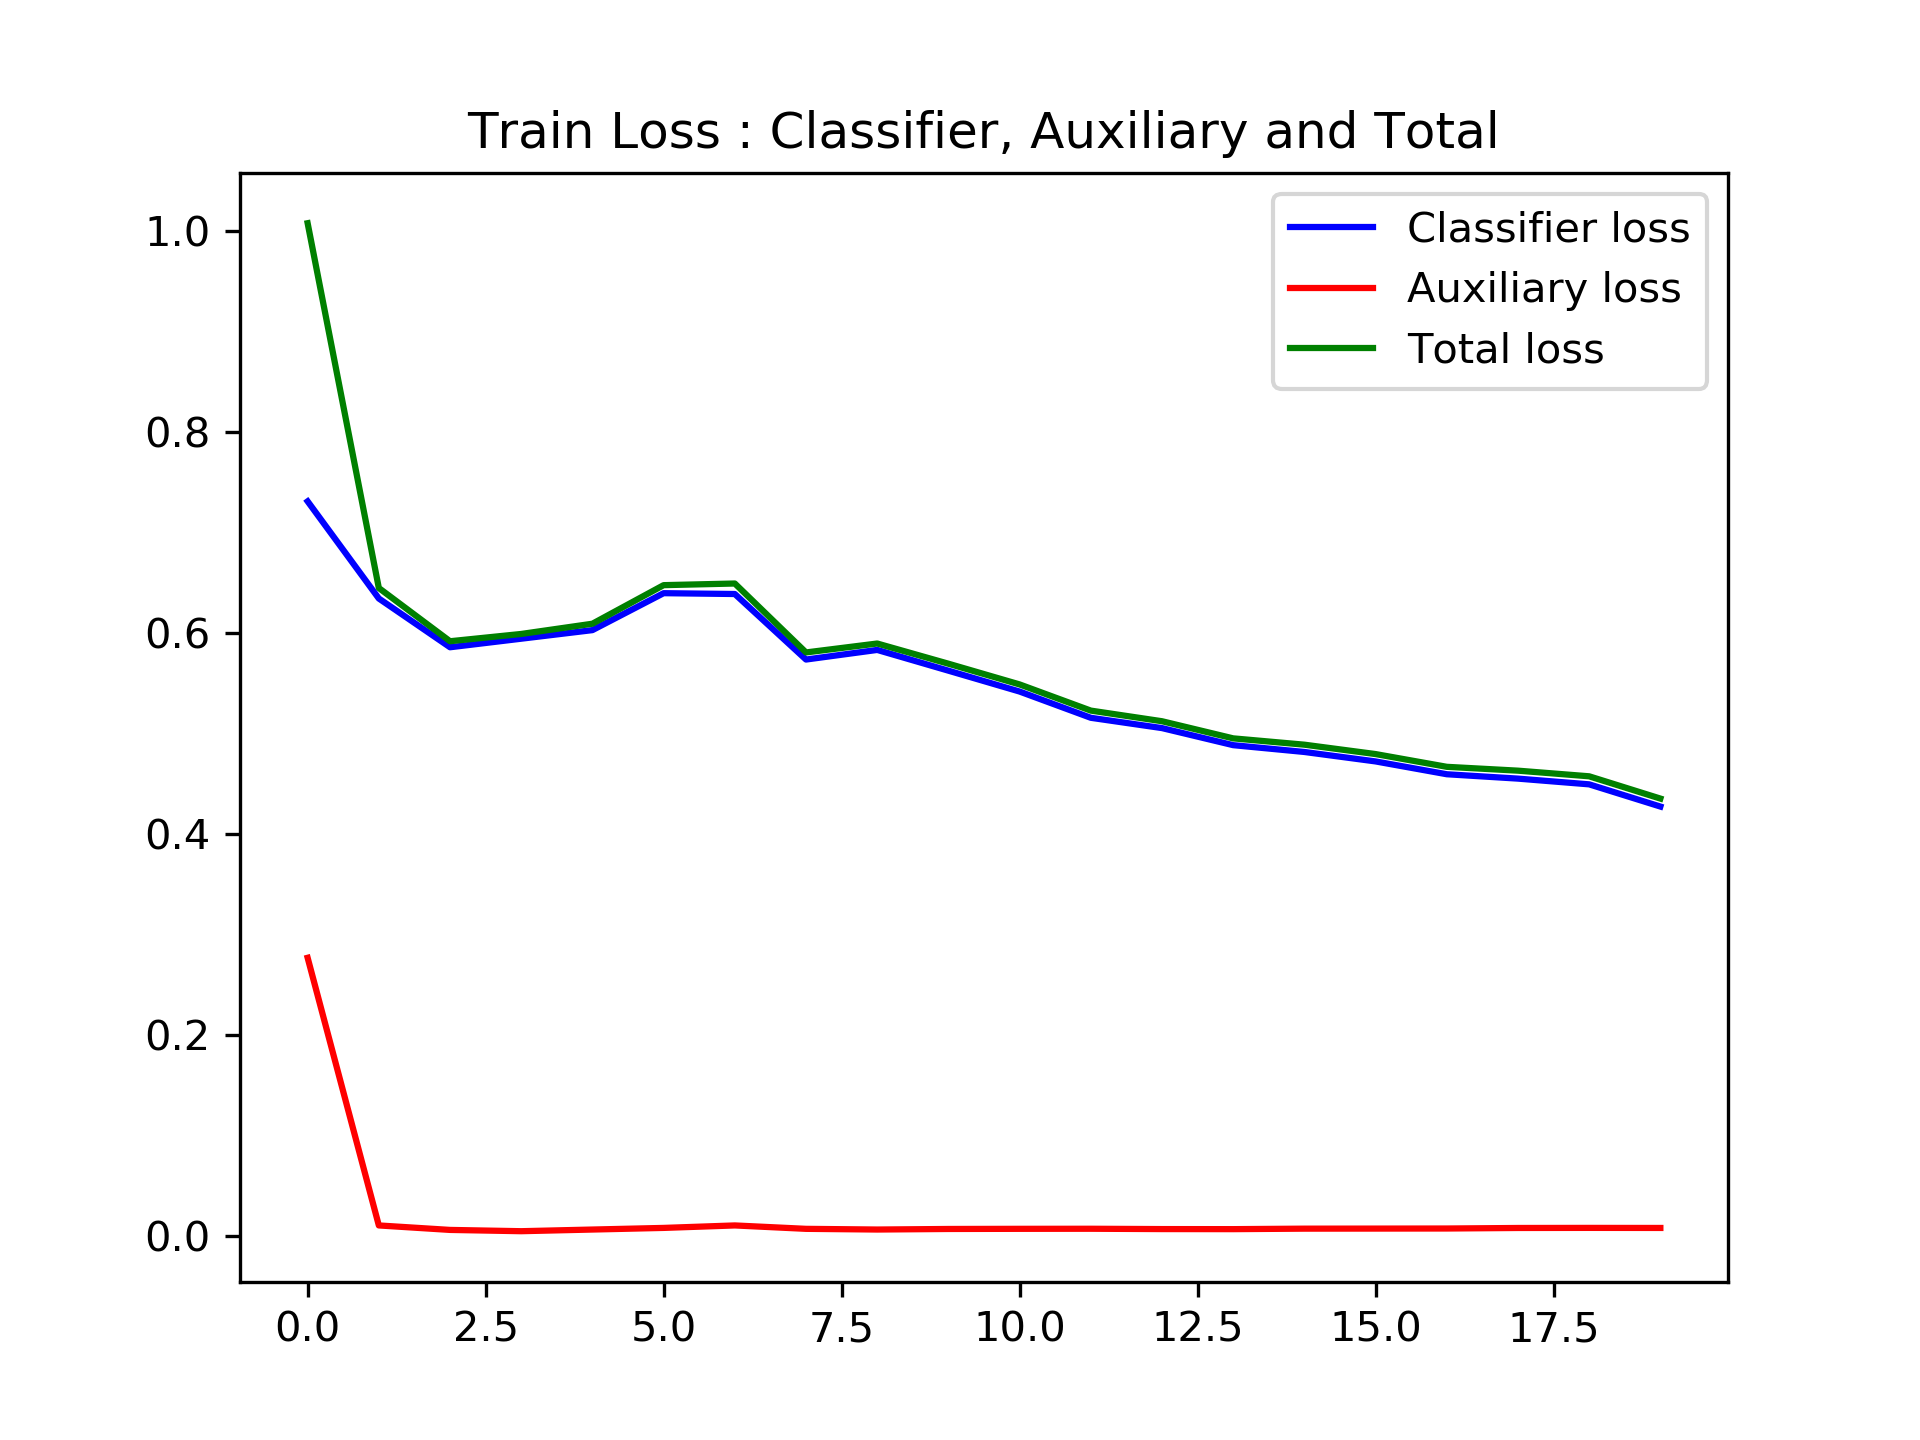 Train Loss : Classifier, Auxiliary and Total
Classifier loss
Auxiliary loss
Total loss
1.0
0.8
0.6
0.4
0.2
0.0
0.0 2.5 5.0 7.5 10.0 12.5 15.0 17.5